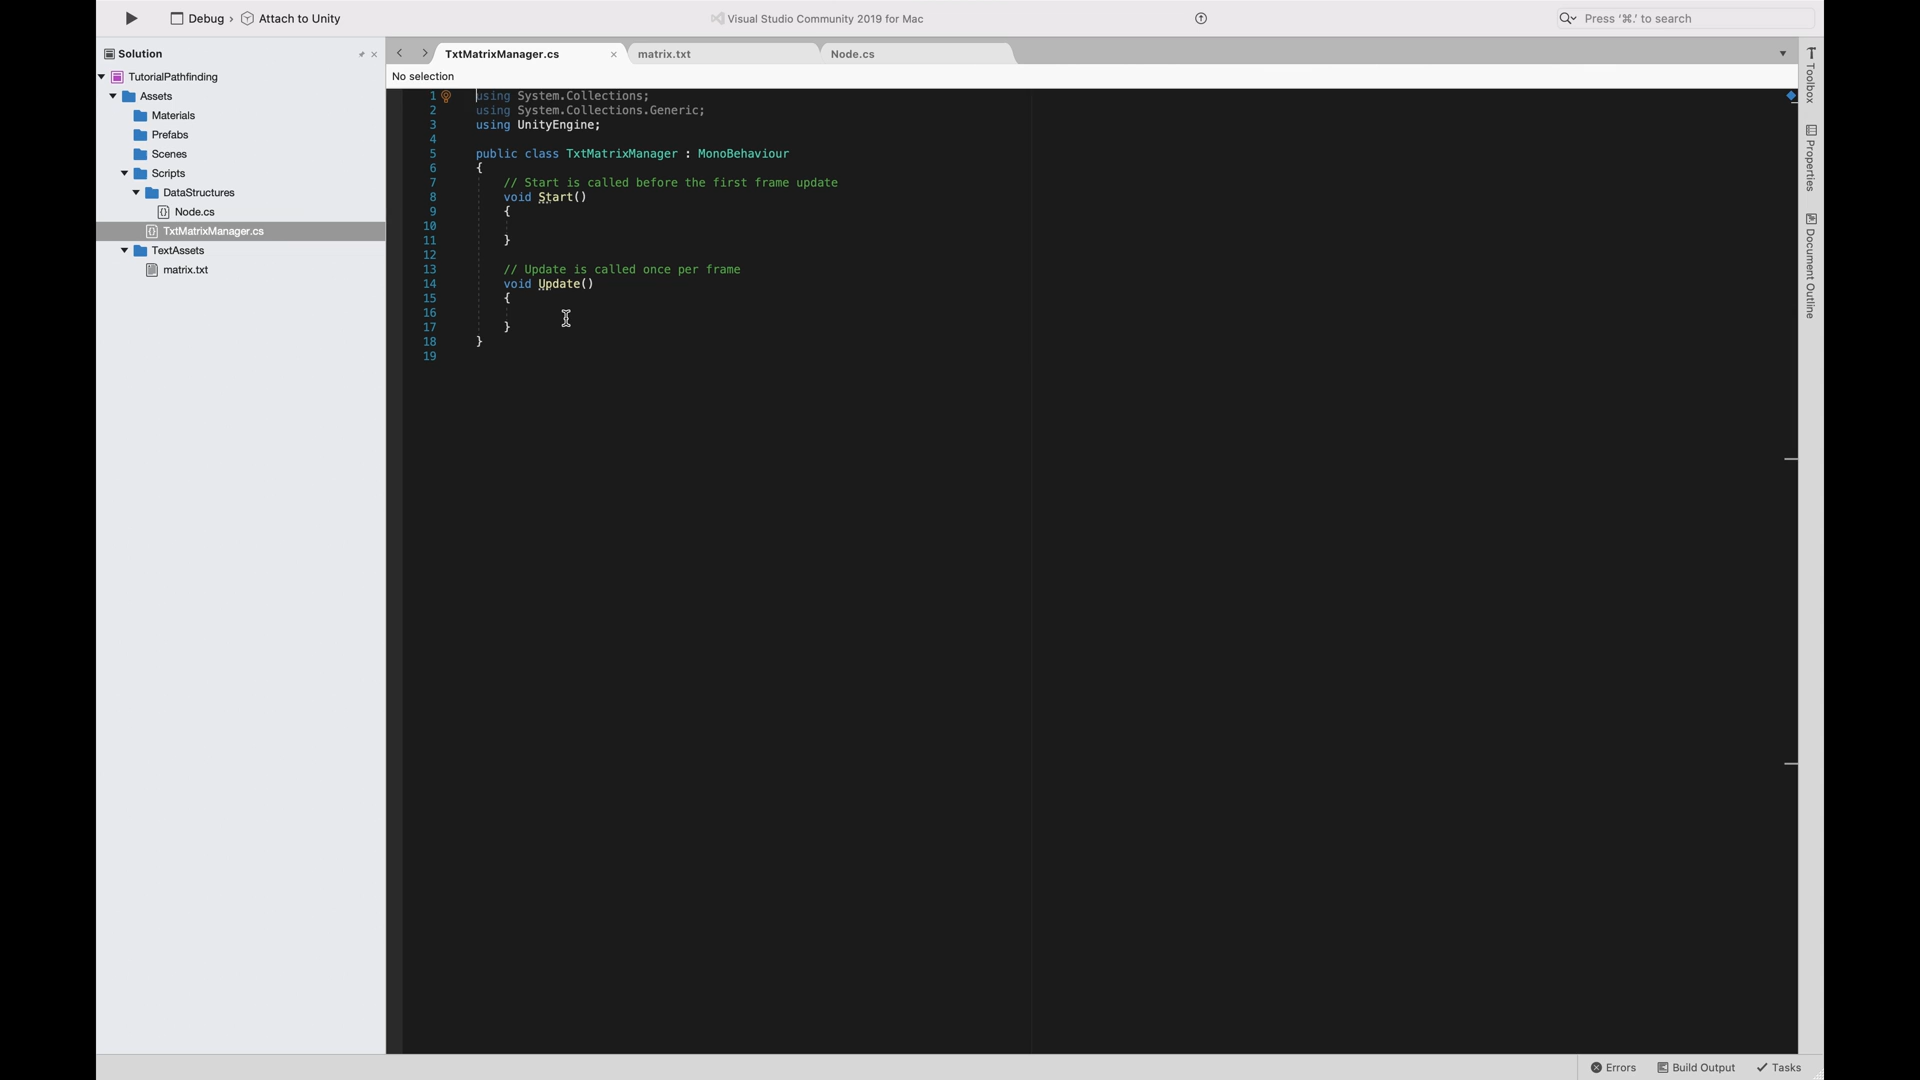 Debug › Attach to Unity
Visual Studio Community 2019 for Mac
Press ‘⌘.’ to search
Solution
TutorialPathfinding
Assets
Materials
Prefabs
Scenes
Scripts
DataStructures
Node.cs
TxtMatrixManager.cs
TextAssets
matrix.txt
TxtMatrixManager.cs
matrix.txt
Node.cs
No selection
1 using System.Collections;
2 using System.Collections.Generic;
3 using UnityEngine;
4
5 public class TxtMatrixManager : MonoBehaviour
6 {
7 // Start is called before the first frame update
8 void Start()
9 {
10
11 }
12
13 // Update is called once per frame
14 void Update()
15 {
16
17 }
18 }
19
Toolbox
Properties
Document Outline
Errors
Build Output
Tasks